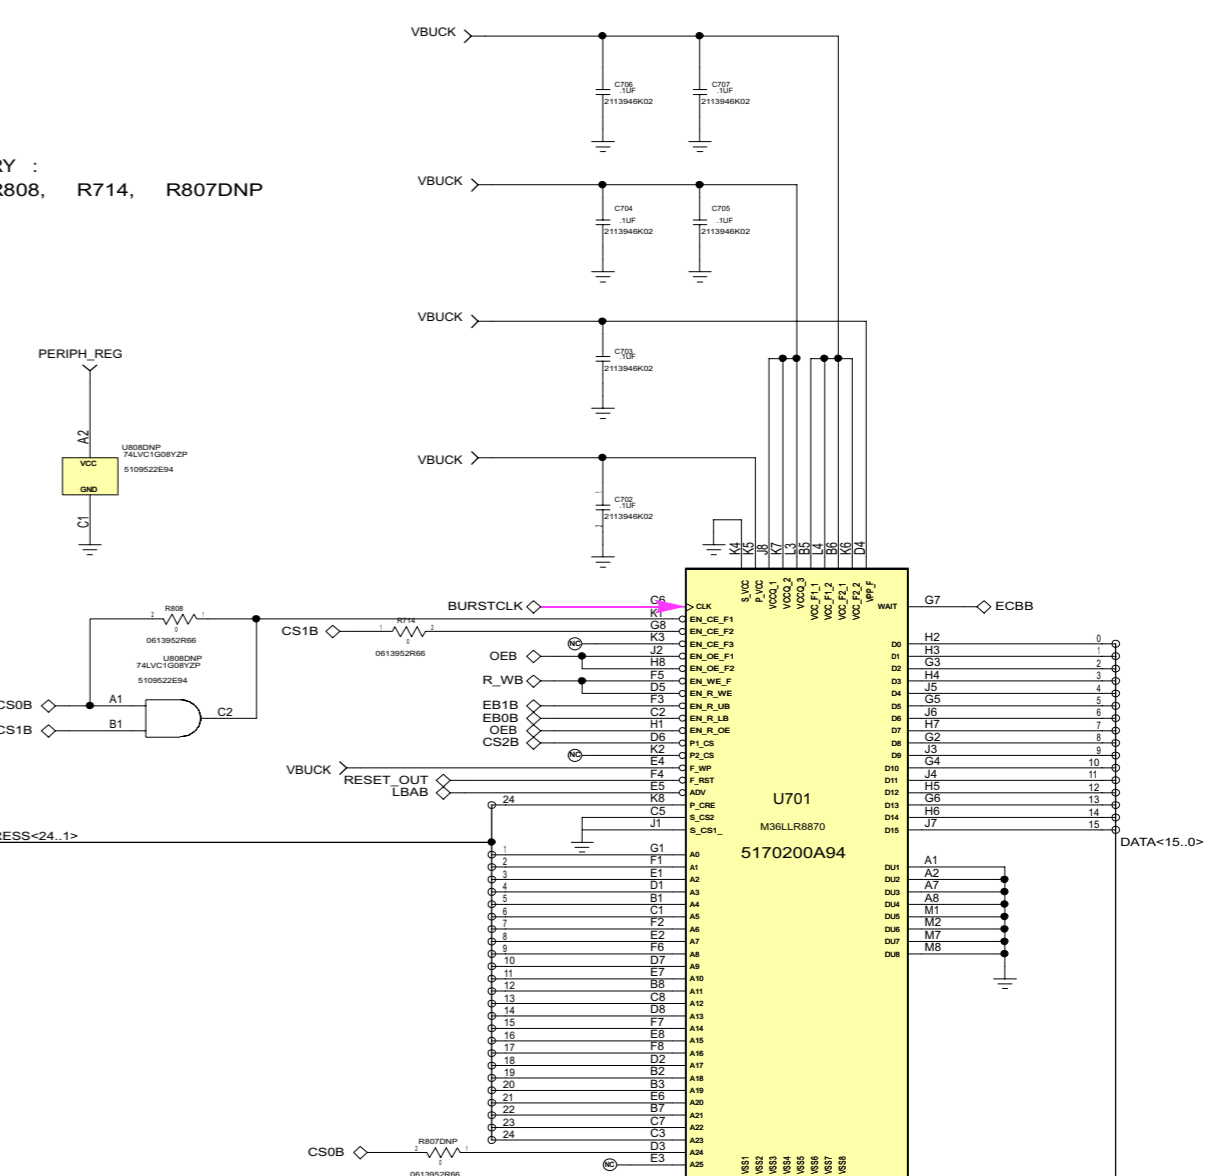 VBUCK
C706
.1UF
2113946K02
C707
.1UF
2113946K02
RY :
R808, R714, R807DNP
VBUCK
C704
.1UF
2113946K02
C705
.1UF
2113946K02
VBUCK
C703
.1UF
2113946K02
PERIPH_REG
A2
U808DNP
74LVC1G08YZP
5109522E94
VCC
GND
C1
VBUCK
1
C702
.1UF
2113946K02
2
K4 K5 J8 K7 L3 B5 L4 B6 K6 D4
S_VCC P_VCC VCCQ_1 VCCQ_2 VCCQ_3 VCC_F1_1 VCC_F1_2 VCC_F2_1 VCC_F2_2 VPP_F
BURSTCLK C6 CLK
WAIT G7 ECBB
2 R808 1
0
0613952R66
K1 EN_CE_F1
CS1B 1 R714 2 G8 EN_CE_F2
0
0613952R66
NC K3 EN_CE_F3
OEB J2 EN_OE_F1
H8 EN_OE_F2
R_WB F5 EN_WE_F
D5 EN_R_WE
EB1B F3 EN_R_UB
EB0B C2 EN_R_LB
OEB H1 EN_R_OE
CS2B D6 P1_CS
NC K2 P2_CS
VBUCK E4 F_WP
RESET_OUT F4 F_RST
LBAB E5 ADV
24 K8 P_CRE
C5 S_CS2
J1 S_CS1_
U808DNP
74LVC1G08YZP
5109522E94
CS0B A1
C2
CS1B B1
D0 H2 0
D1 H3 1
D2 G3 2
D3 H4 3
D4 J5 4
D5 G5 5
D6 J6 6
D7 H7 7
D8 G2 8
D9 J3 9
D10 G4 10
D11 J4 11
D12 H5 12
D13 G6 13
D14 H6 14
D15 J7 15
DATA<15..0>
U701
M36LLR8870
5170200A94
RESS<24..1>
1 G1 A0
2 F1 A1
3 E1 A2
4 D1 A3
5 B1 A4
6 C1 A5
7 F2 A6
8 E2 A7
9 F6 A8
10 D7 A9
11 E7 A10
12 B8 A11
13 C8 A12
14 D8 A13
15 F7 A14
16 E8 A15
17 F8 A16
18 D2 A17
19 B2 A18
20 B3 A19
21 E6 A20
22 B7 A21
23 C7 A22
24 C3 A23
CS0B 2 R807DNP 1 D3 A24
0
0613952R66
NC E3 A25
DU1 A1
DU2 A2
DU3 A7
DU4 A8
DU5 M1
DU6 M2
DU7 M7
DU8 M8
VSS1 VSS2 VSS3 VSS4 VSS5 VSS6 VSS7 VSS8